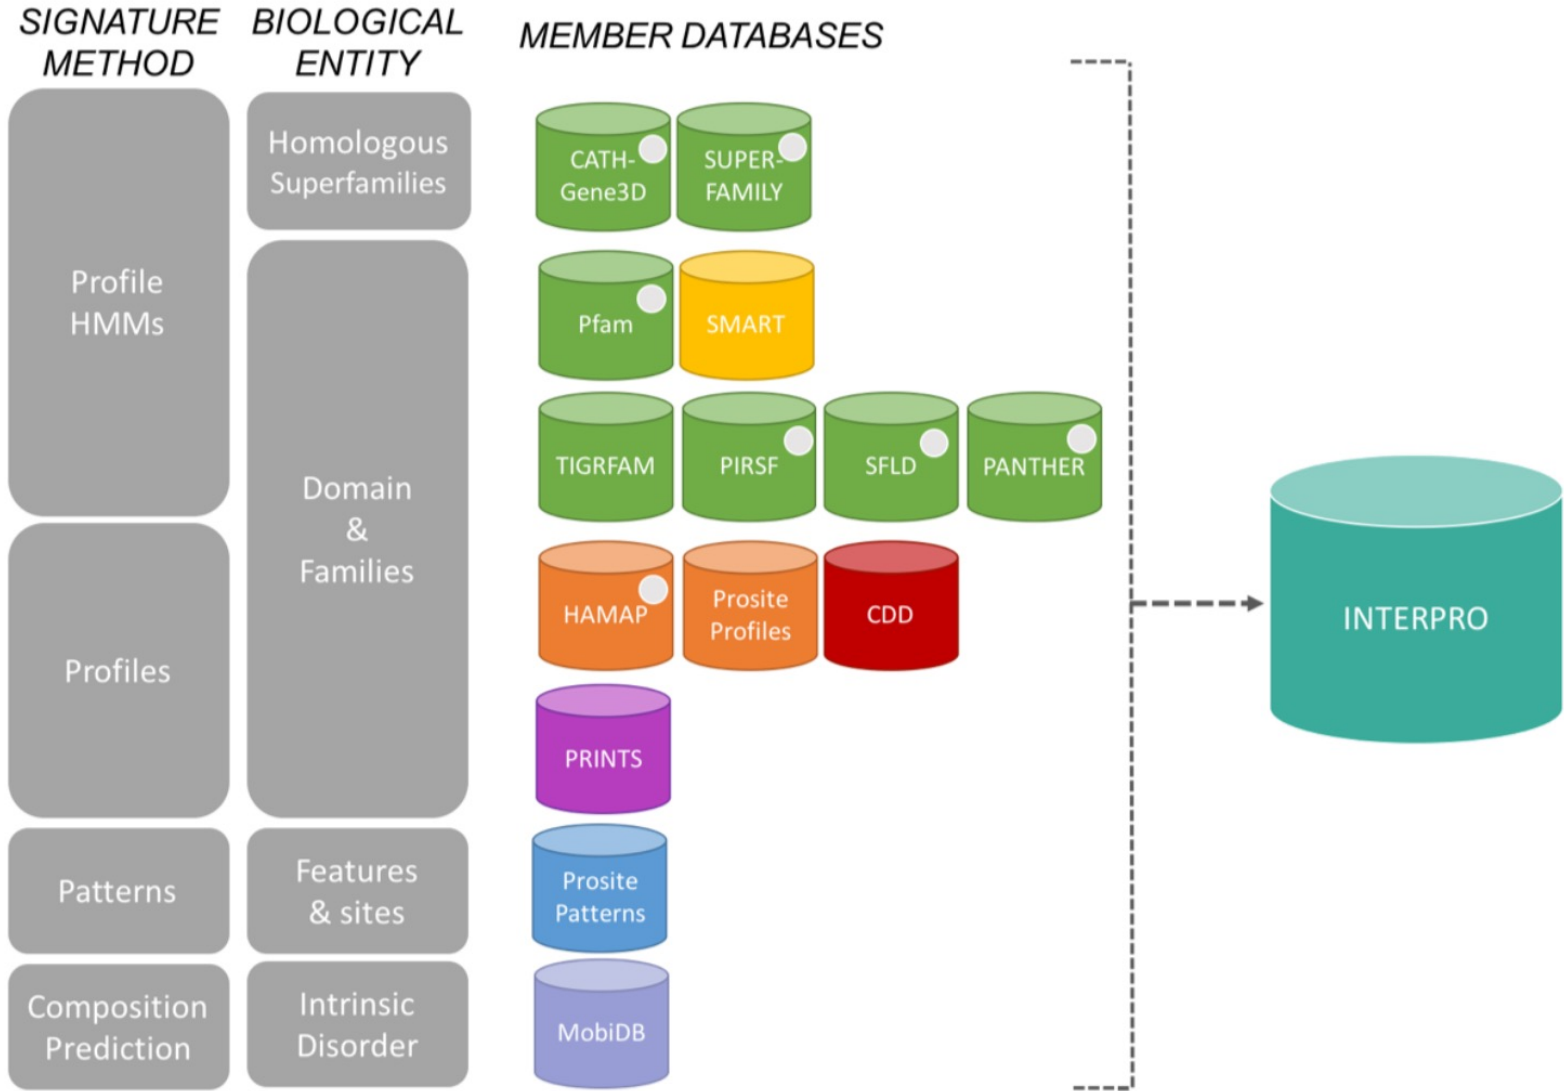 SIGNATURE
METHOD
BIOLOGICAL
ENTITY
MEMBER DATABASES
Profile
HMMs
Homologous
Superfamilies
CATH-
Gene3D
SUPER-
FAMILY
Domain
&
Families
Pfam
SMART
TIGRFAM
PIRSF
SFLD
PANTHER
Profiles
HAMAP
Prosite
Profiles
CDD
PRINTS
Patterns
Features
& sites
Prosite
Patterns
Composition
Prediction
Intrinsic
Disorder
MobiDB
INTERPRO